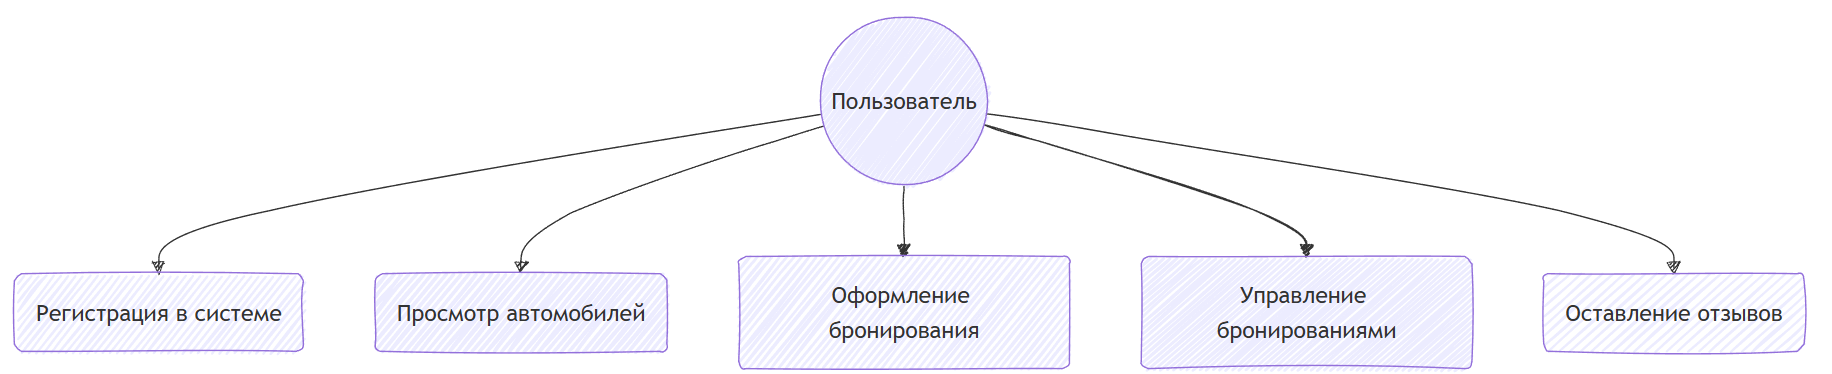 Пользователь
Регистрация в системе
Просмотр автомобилей
Оформление
бронирования
Управление
бронированиями
Оставление отзывов